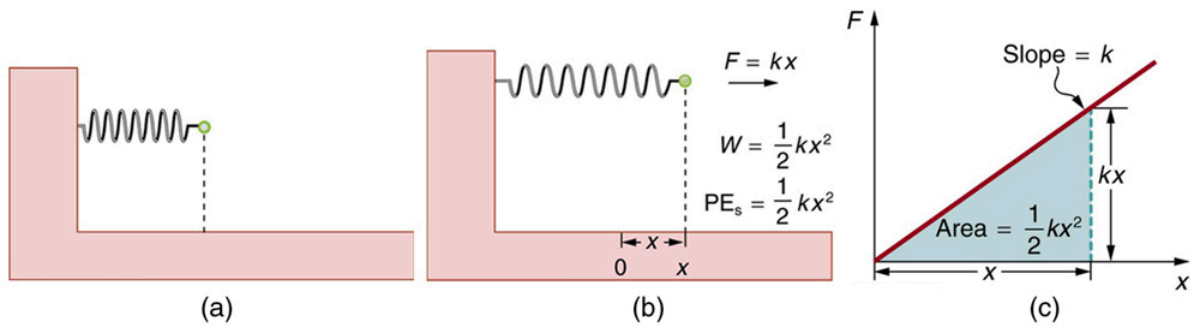 F = kx
W = 1/2 kx²
PEₛ = 1/2 kx²
x
0 x
F
Slope = k
kx
Area = 1/2 kx²
x
x
(a) (b) (c)